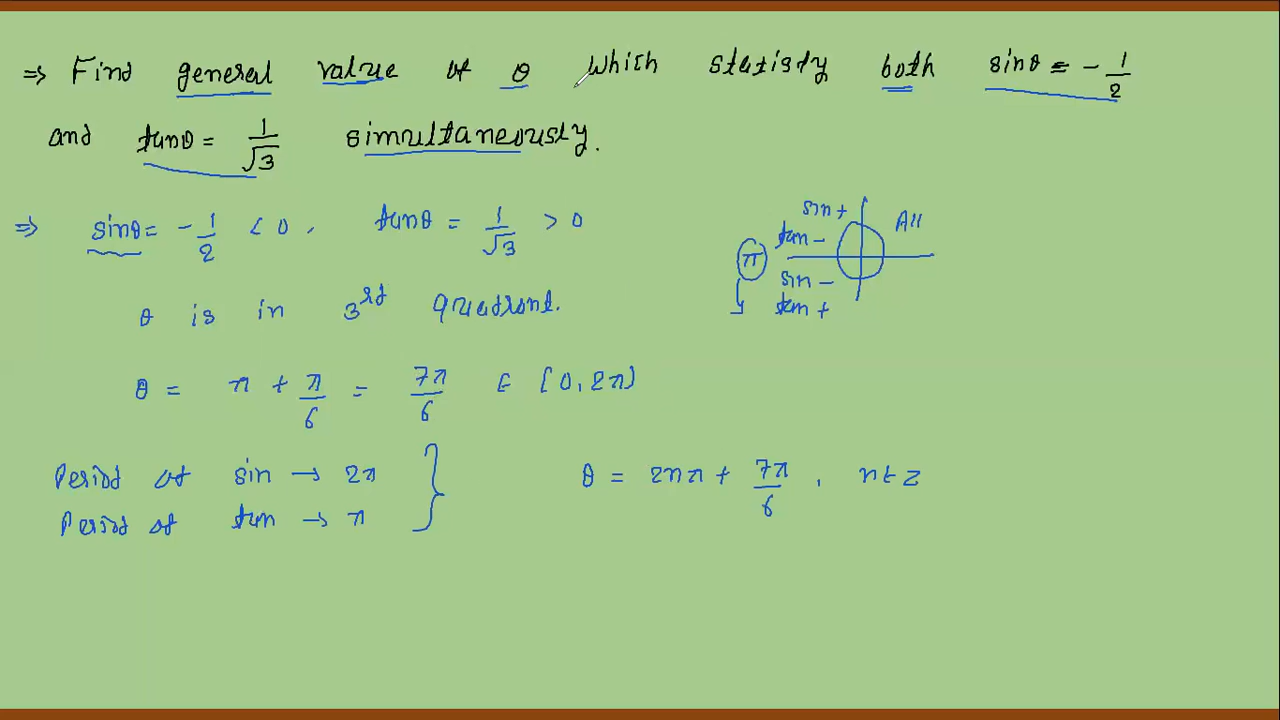 ⇒ Find general value of θ which statisfy both sinθ = - 1/2
and tanθ = 1/√3 simultaneously.
⇒ sinθ = - 1/2 < 0 , tanθ = 1/√3 > 0
sin + All
tan -
π sin -
tan +
θ is in 3rd quadrant.
θ = π + π/6 = 7π/6 ∈ [0, 2π)
Period of sin → 2π
Period of tan → π
θ = 2nπ + 7π/6 , n ∈ Z